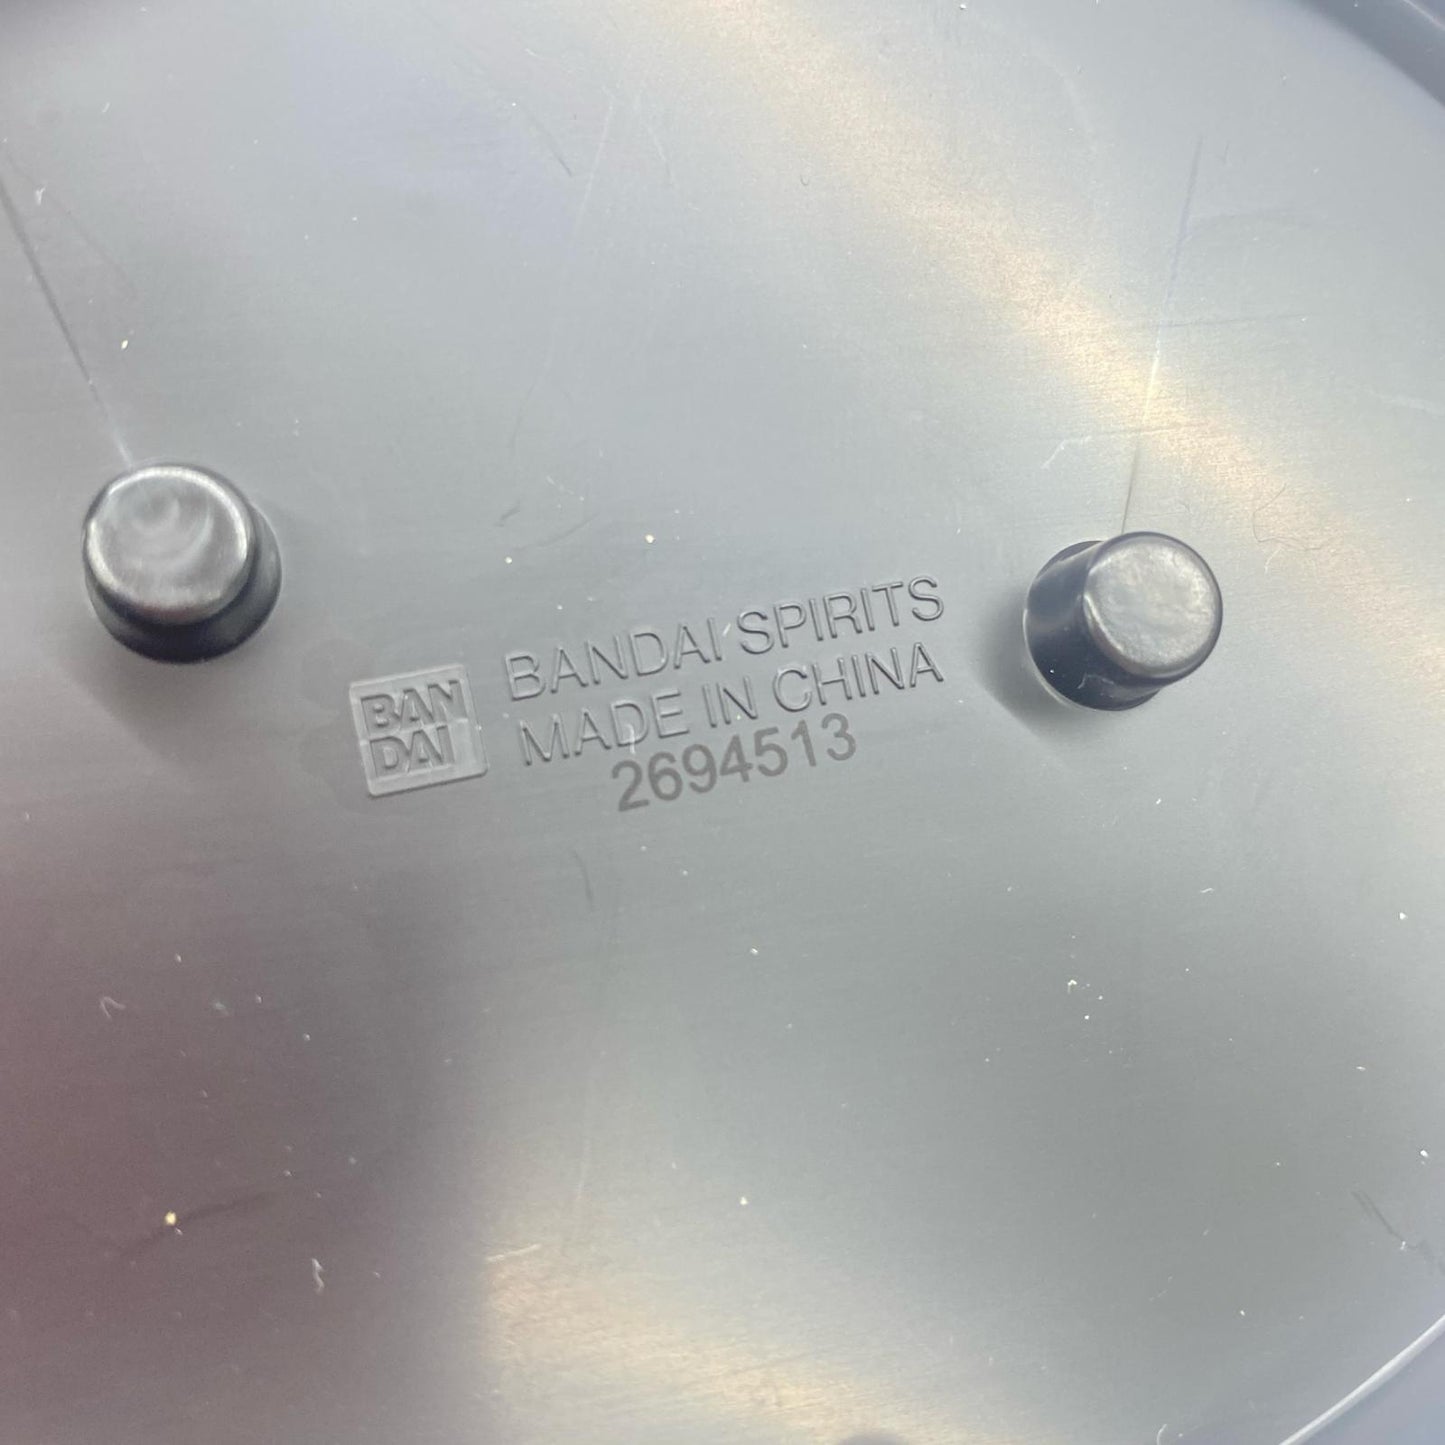 BAN
DAI
BANDAI SPIRITS
MADE IN CHINA
2694513